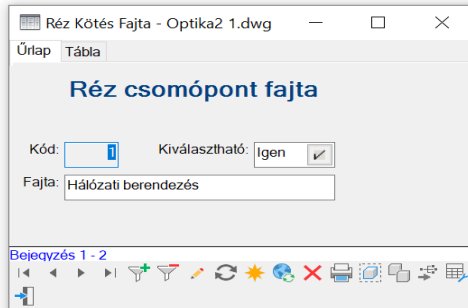 Réz Kötés Fajta - Optika2 1.dwg
Űrlap Tábla
Réz csomópont fajta
Kód: 1 Kiválasztható: Igen
Fajta: Hálózati berendezés
Bejegyzés 1 - 2